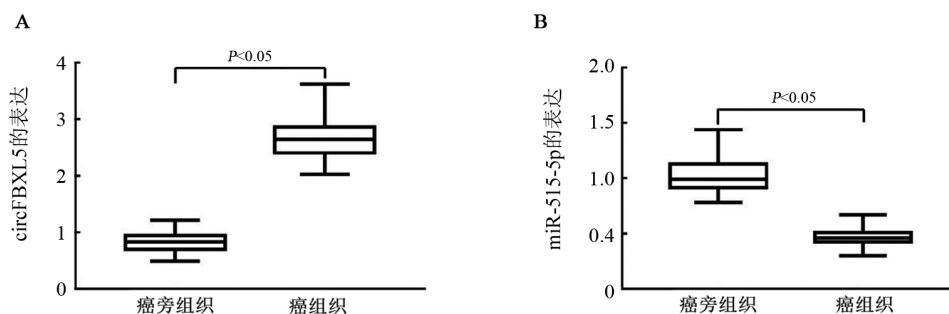 A
circFBXL5的表达
4
3
2
1
0
P<0.05
癌旁组织
癌组织
B
miR-515-5p的表达
2.0
1.5
1.0
0.4
0
P<0.05
癌旁组织
癌组织